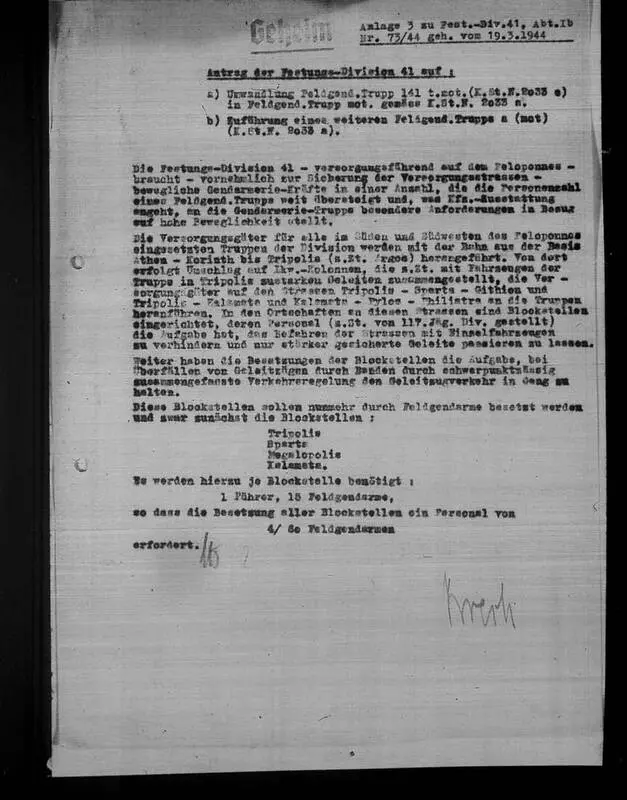 Geheim
Anlage 3 zu Fest.-Div.41, Abt.Ib
Nr. 73/44 geh. vom 19.3.1944
Antrag der Festungs-Division 41 auf :
a) Umwandlung Feldgend.Trupp 141 t.mot.(K.St.N.2033 c)
in Feldgend.Trupp mot. gemäss K.St.N. 2033 a.
b) Zuführung eines weiteren Feldgend.Trupps a (mot)
(K.St.N. 2033 a).
Die Festungs-Division 41 - versorgungsführend auf dem Peloponnes -
braucht - vornehmlich zur Sicherung der Versorgungsstrassen -
bewegliche Gendarmerie-Kräfte in einer Anzahl, die die Personenzahl
eines Feldgend.Trupps weit übersteigt und, was Kfz.-Ausstattung
angeht, an die Gendarmerie-Trupps besondere Anforderungen in Bezug
auf hohe Beweglichkeit stellt.
Die Versorgungsgüter für alle im Süden und Südwesten des Peloponnes
eingesetzten Truppen der Division werden mit der Bahn aus der Basis
Athen - Korinth bis Tripolis (z.Zt. Argos) herangeführt. Von dort
erfolgt Umschlag auf Lkw.-Kolonnen, die z.Zt. mit Fahrzeugen der
Truppe in Tripolis zustarken Geleiten zusammengestellt, die Ver-
sorgungsgüter auf den Strassen Tripolis - Sparta - Githion und
Tripolis - Kalamata und Kalamata - Pylos - Philiatra an die Truppen
heranführen. In den Ortschaften an diesen Strassen sind Blockstellen
eingerichtet, deren Personal (z.Zt. von 117.Jäg. Div. gestellt)
die Aufgabe hat, das Befahren der Strassen mit Einzelfahrzeugen
zu verhindern und nur stärker gesicherte Geleite passieren zu lassen.
Weiter haben die Besatzungen der Blockstellen die Aufgabe, bei
Überfällen von Geleitzügen durch Banden durch schwerpunktmässig
zusammengefasste Verkehrsregelung den Geleitzugverkehr in Gang zu
halten.
Diese Blockstellen sollen nunmehr durch Feldgendarme besetzt werden
und zwar zunächst die Blockstellen :
Tripolis
Sparta
Megalopolis
Kalamata.
Es werden hierzu je Blockstelle benötigt :
1 Führer, 15 Feldgendarme,
so dass die Besetzung aller Blockstellen ein Personal von
4/ 60 Feldgendarmen
erfordert.